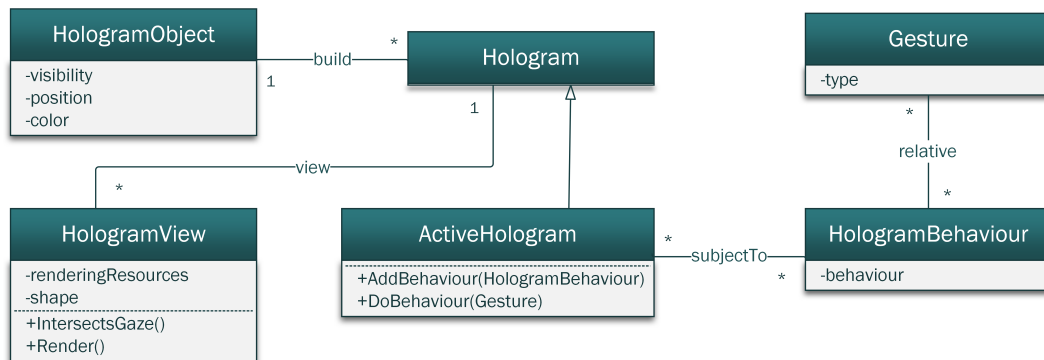 HologramObject
-visibility
-position
-color
1
build
*
Hologram
1
view
*
Gesture
-type
*
relative
*
HologramView
-renderingResources
-shape
+IntersectsGaze()
+Render()
ActiveHologram
+AddBehaviour(HologramBehaviour)
+DoBehaviour(Gesture)
*
subjectTo
*
HologramBehaviour
-behaviour